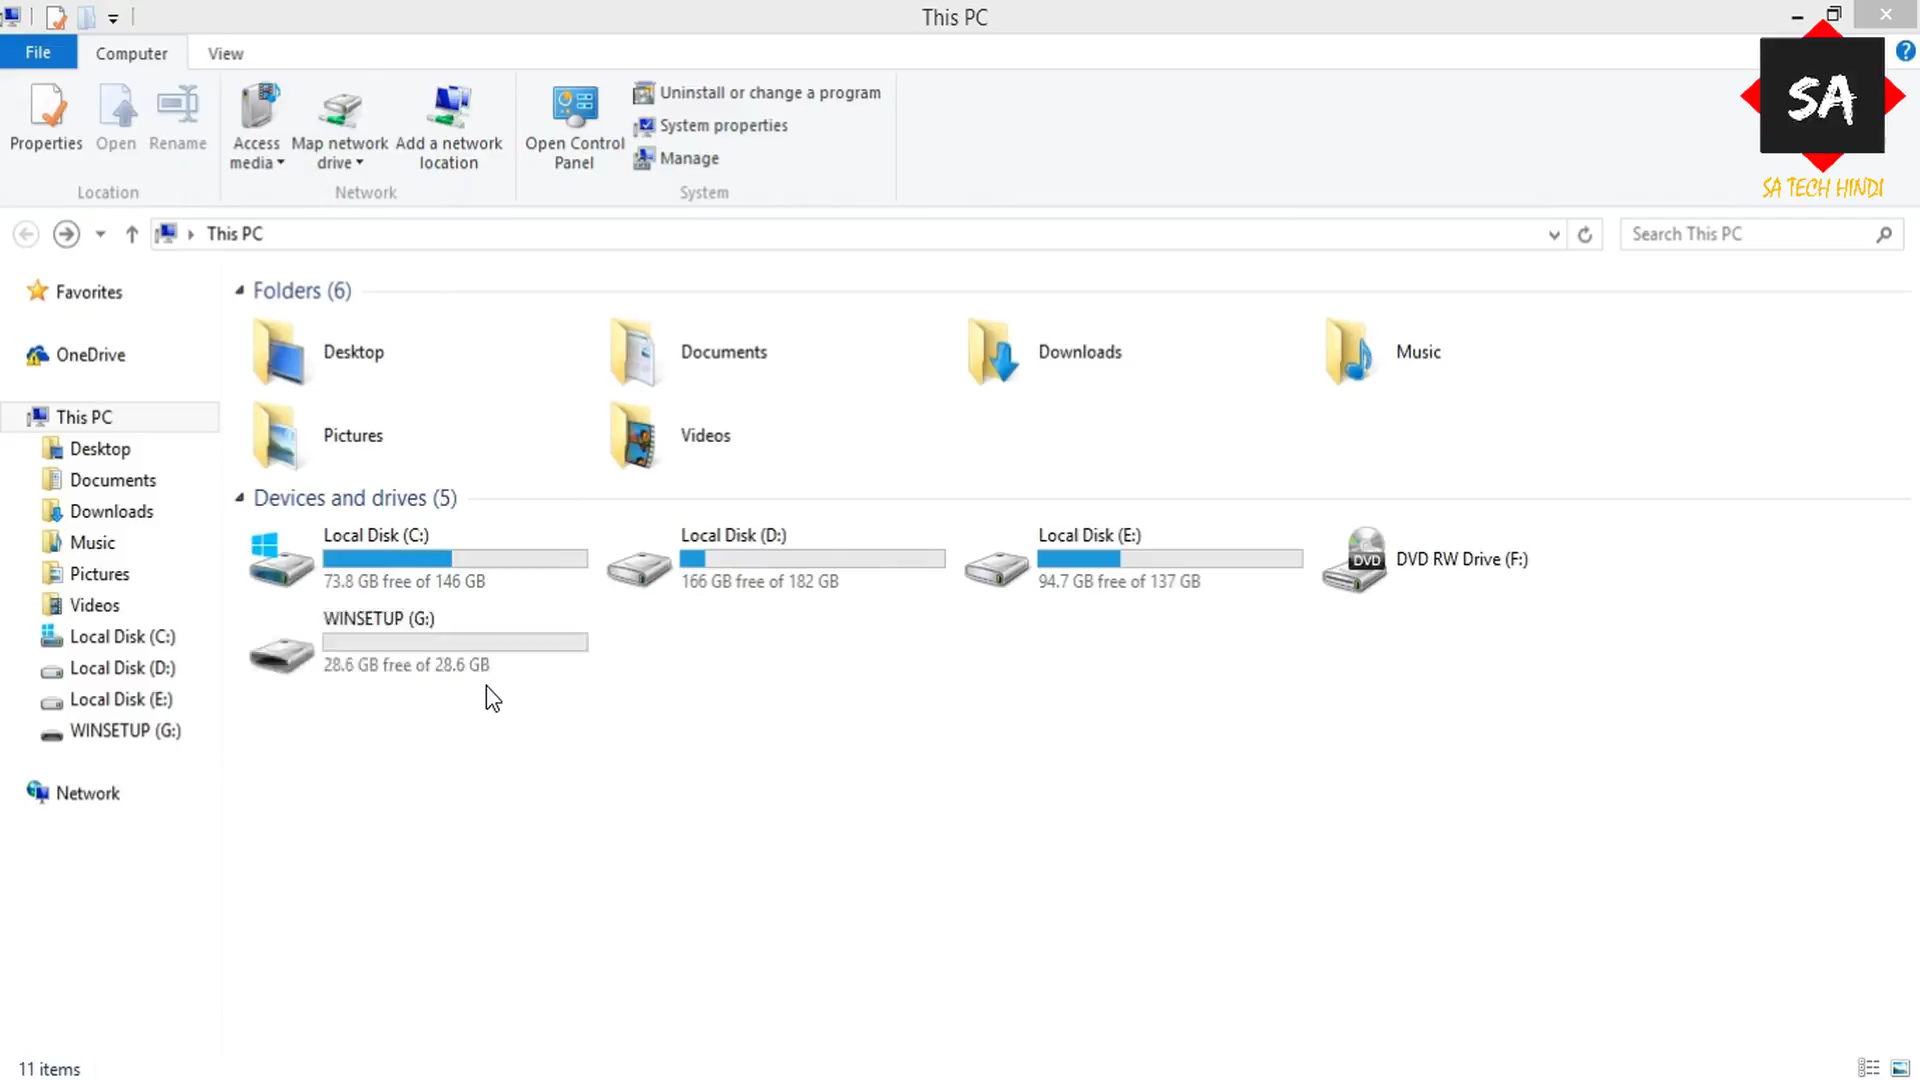 This PC
File
Computer
View
Properties
Open
Rename
Access media
Map network drive
Add a network location
Open Control Panel
Uninstall or change a program
System properties
Manage
Location
Network
System
SA
SA TECH HINDI
This PC
Search This PC
Favorites
OneDrive
This PC
Desktop
Documents
Downloads
Music
Pictures
Videos
Local Disk (C:)
Local Disk (D:)
Local Disk (E:)
WINSETUP (G:)
Network
Folders (6)
Desktop
Documents
Downloads
Music
Pictures
Videos
Devices and drives (5)
Local Disk (C:)
73.8 GB free of 146 GB
Local Disk (D:)
166 GB free of 182 GB
Local Disk (E:)
94.7 GB free of 137 GB
DVD
DVD RW Drive (F:)
WINSETUP (G:)
28.6 GB free of 28.6 GB
11 items